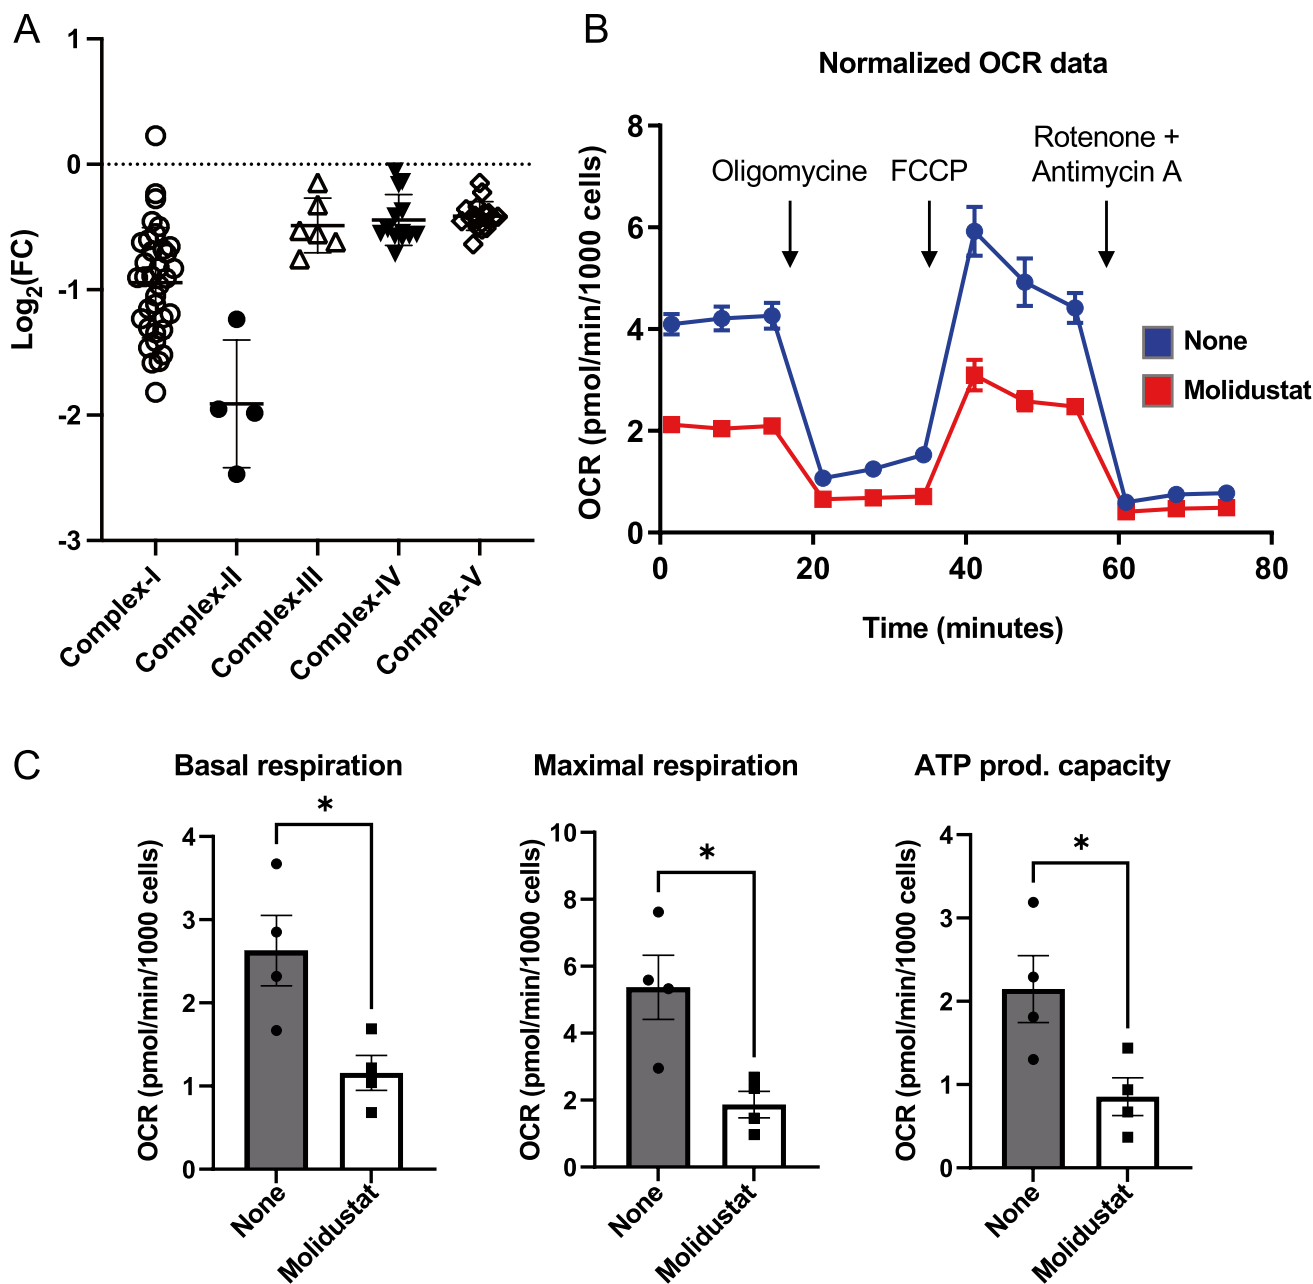 A
1
0
-1
-2
-3
Log2(FC)
Complex-I
Complex-II
Complex-III
Complex-IV
Complex-V
B
Normalized OCR data
8
6
4
2
0
OCR (pmol/min/1000 cells)
Oligomycine
FCCP
Rotenone +
Antimycin A
None
Molidustat
0
20
40
60
80
Time (minutes)
C
Basal respiration
*
4
3
2
1
0
OCR (pmol/min/1000 cells)
None
Molidustat
Maximal respiration
*
10
8
6
4
2
0
OCR (pmol/min/1000 cells)
None
Molidustat
ATP prod. capacity
*
4
3
2
1
0
OCR (pmol/min/1000 cells)
None
Molidustat